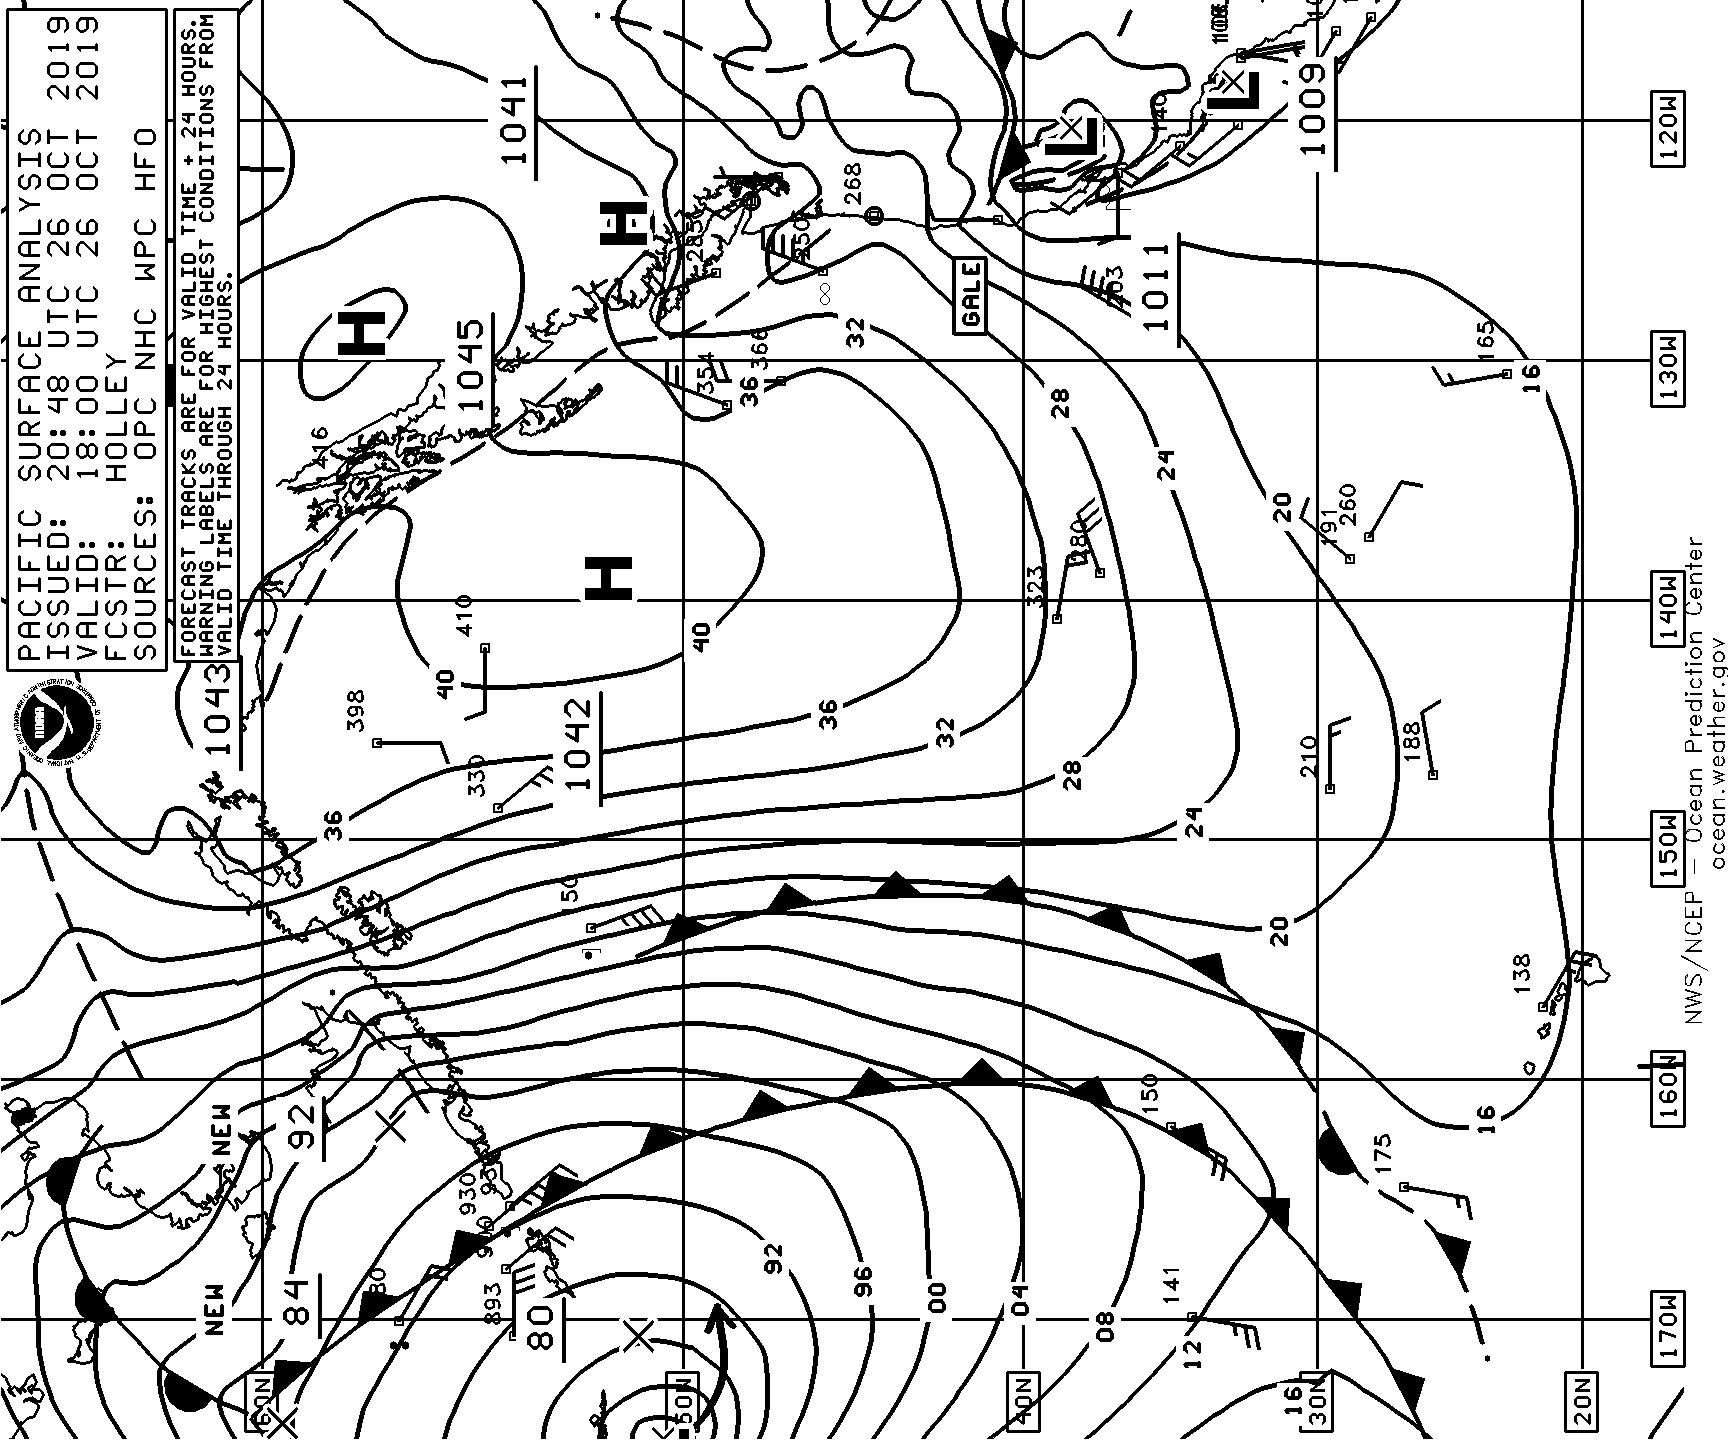 PACIFIC SURFACE ANALYSIS
ISSUED: 20:48 UTC 26 OCT 2019
VALID: 18:00 UTC 26 OCT 2019
FCSTR: HOLLEY
SOURCES: OPC NHC WPC HFO
FORECAST TRACKS ARE FOR VALID TIME + 24 HOURS.
WARNING LABELS ARE FOR HIGHEST CONDITIONS FROM
VALID TIME THROUGH 24 HOURS.
1043
1045
1041
H
H
H
416
398
410
330
40
40
1042
36
36
36
354
366
285
250
268
32
32
28
28
24
24
20
20
16
16
16
16
GALE
L
L
1009
1011
403
140
165
323
280
191
260
210
188
138
150
175
141
150
NEW
92
NEW
84
930
893
80
92
96
00
04
08
12
60N
50N
40N
30N
20N
120W
130W
140W
150W
160W
170W
NWS/NCEP – Ocean Prediction Center
ocean.weather.gov